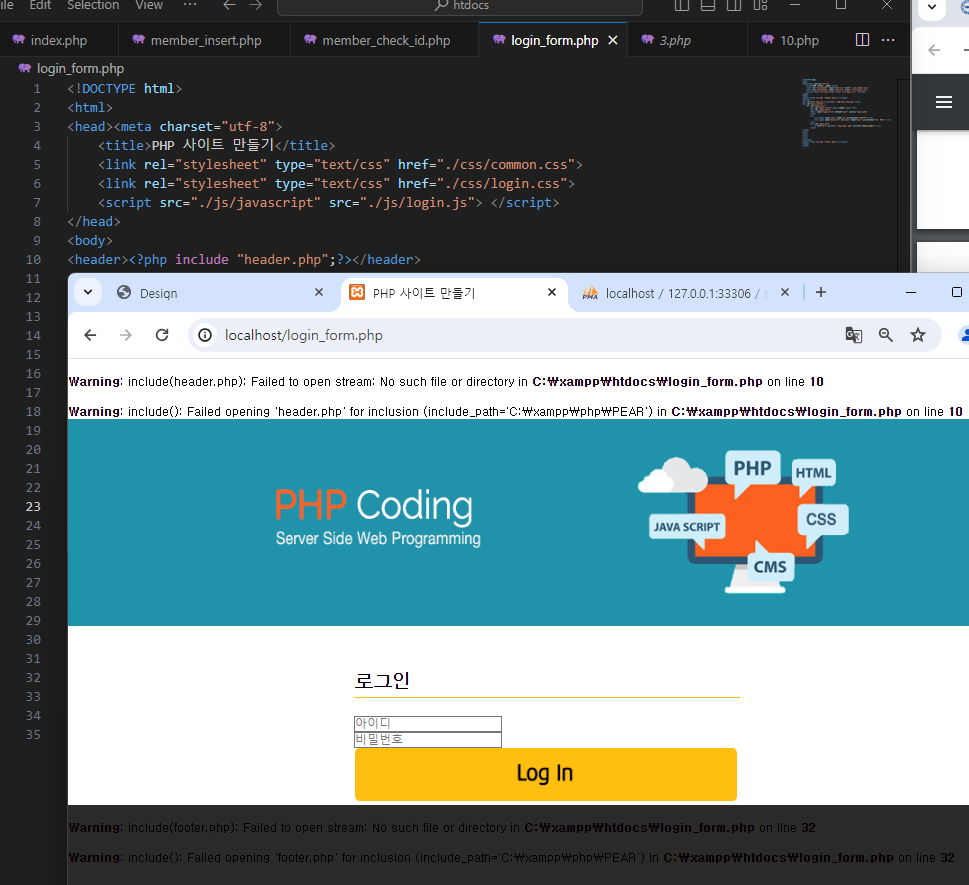 ile Edit Selection View ··· htdocs
index.php member_insert.php member_check_id.php login_form.php 3.php 10.php ···
login_form.php
1 <!DOCTYPE html>
2 <html>
3 <head><meta charset="utf-8">
4 <title>PHP 사이트 만들기</title>
5 <link rel="stylesheet" type="text/css" href="./css/common.css">
6 <link rel="stylesheet" type="text/css" href="./css/login.css">
7 <script src="./js/javascript" src="./js/login.js"> </script>
8 </head>
9 <body>
10 <header><?php include "header.php";?></header>
11
12
13
14
15
16
17
18
19
20
21
22
23
24
25
26
27
28
29
30
31
32
33
34
35
Design PHP 사이트 만들기 PMA localhost / 127.0.0.1:33306 /
localhost/login_form.php
Warning: include(header.php): Failed to open stream: No such file or directory in C:₩xampp₩htdocs₩login_form.php on line 10
Warning: include(): Failed opening 'header.php' for inclusion (include_path='C:₩xampp₩php₩PEAR') in C:₩xampp₩htdocs₩login_form.php on line 10
PHP Coding
Server Side Web Programming
PHP
HTML
JAVA SCRIPT
CSS
CMS
로그인
아이디
비밀번호
Log In
Warning: include(footer.php): Failed to open stream: No such file or directory in C:₩xampp₩htdocs₩login_form.php on line 32
Warning: include(): Failed opening 'footer.php' for inclusion (include_path='C:₩xampp₩php₩PEAR') in C:₩xampp₩htdocs₩login_form.php on line 32